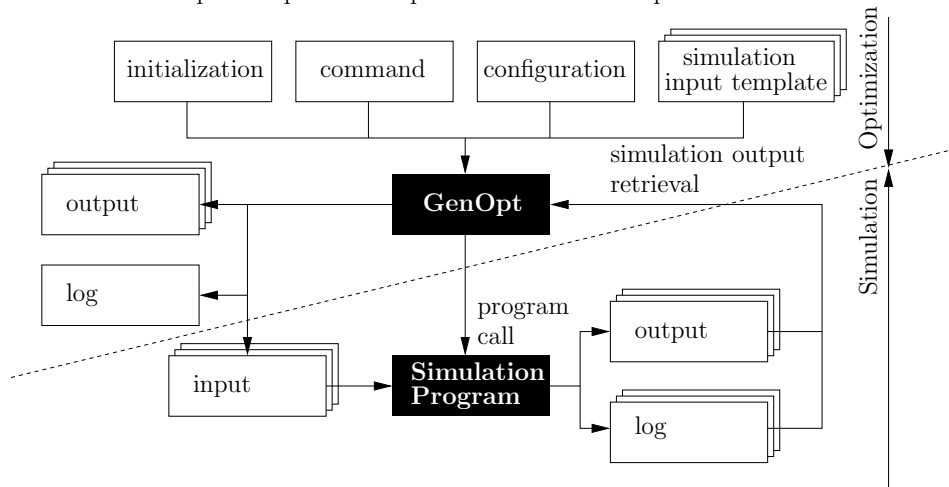 initialization
command
configuration
simulation
input template
Optimization
simulation output
retrieval
output
GenOpt
Simulation
log
program
call
output
input
Simulation
Program
log